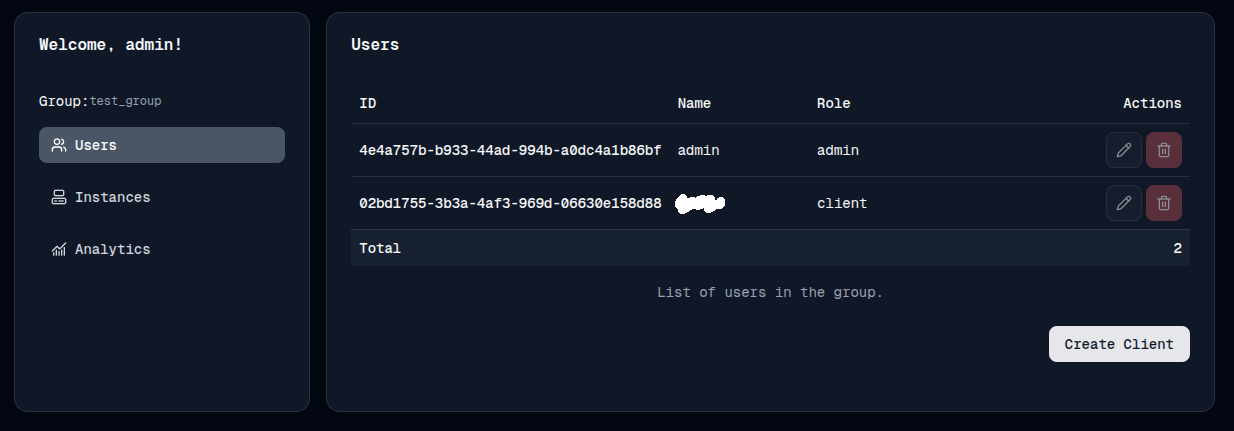 Welcome, admin!
Group:test_group
Users
Instances
Analytics
Users
ID Name Role Actions
4e4a757b-b933-44ad-994b-a0dc4a1b86bf admin admin
02bd1755-3b3a-4af3-969d-06630e158d88 client
Total 2
List of users in the group.
Create Client